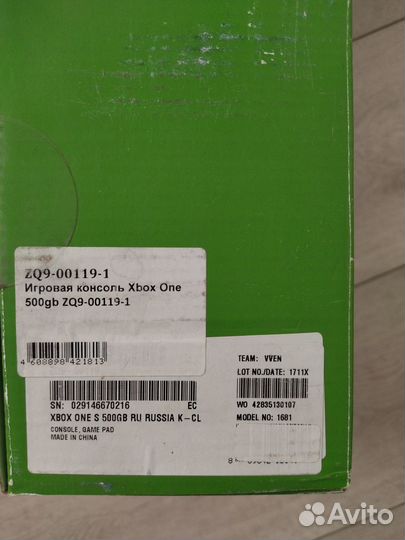 ZQ9-00119-1
Игровая консоль Xbox One
500gb ZQ9-00119-1
4 608898 421813
TEAM: VVEN
LOT NO./DATE: 1711X
SN: 029146670216 EC
WO 42835130107
XBOX ONE S 500GB RU RUSSIA K-CL
MODEL NO: 1681
CONSOLE, GAME PAD
MADE IN CHINA
Avito